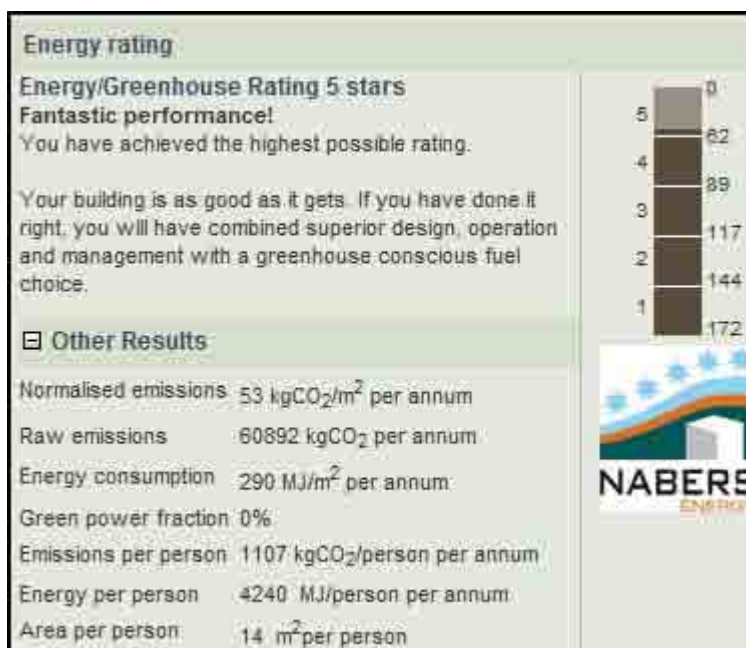 Energy rating
Energy/Greenhouse Rating 5 stars
Fantastic performance!
You have achieved the highest possible rating.
Your building is as good as it gets. If you have done it
right, you will have combined superior design, operation
and management with a greenhouse conscious fuel
choice.
Other Results
Normalised emissions 53 kgCO₂/m² per annum
Raw emissions 60892 kgCO₂ per annum
Energy consumption 290 MJ/m² per annum
Green power fraction 0%
Emissions per person 1107 kgCO₂/person per annum
Energy per person 4240 MJ/person per annum
Area per person 14 m²per person
0
5
62
4
89
3
117
2
144
1
172
NABERS
ENERGY